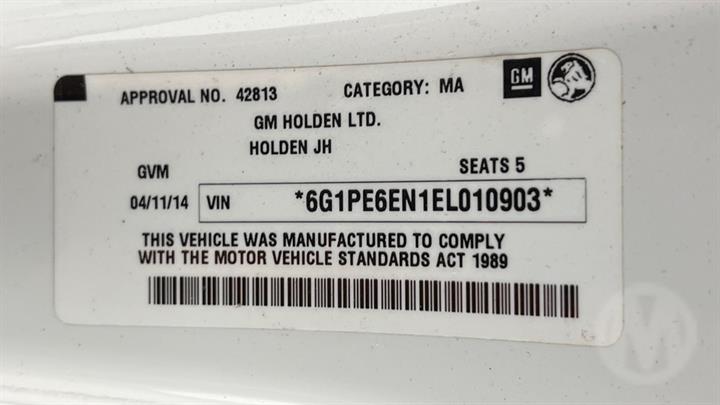 APPROVAL NO. 42813 CATEGORY: MA GM
GM HOLDEN LTD.
HOLDEN JH
GVM SEATS 5
04/11/14 VIN *6G1PE6EN1EL010903*
THIS VEHICLE WAS MANUFACTURED TO COMPLY
WITH THE MOTOR VEHICLE STANDARDS ACT 1989
M